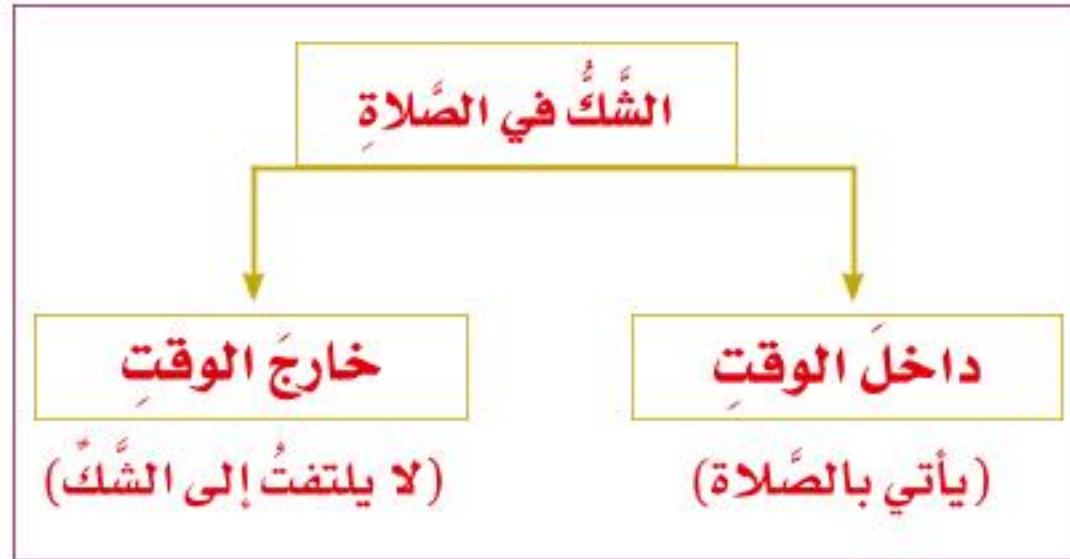 الشَّكُّ في الصَّلاةِ
داخلَ الوقتِ
(يأتي بالصَّلاة)
خارجَ الوقتِ
(لا يلتفتُ إلى الشَّكِّ)